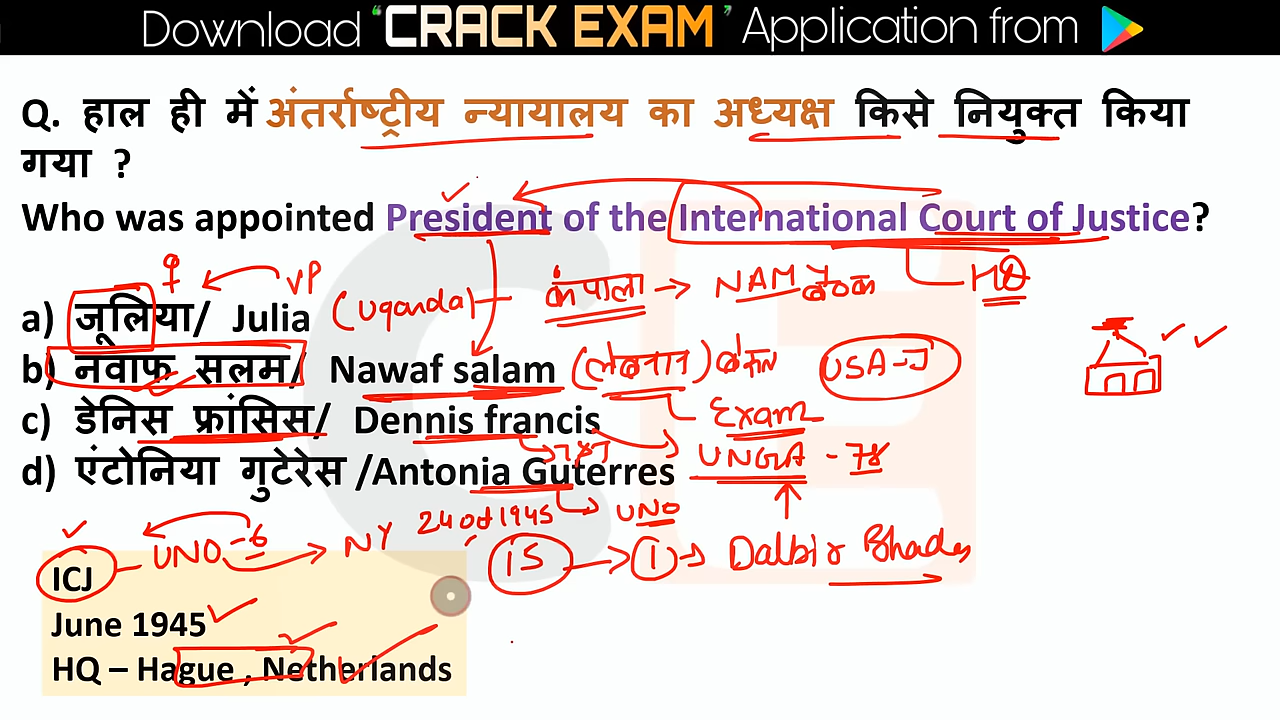 Download "CRACK EXAM" Application from
Q. हाल ही में अंतर्राष्ट्रीय न्यायालय का अध्यक्ष किसे नियुक्त किया
गया ?
Who was appointed President of the International Court of Justice?
VP HQ
a) जूलिया/ Julia (Uganda) कंपाला → NAM
b) नवाफ सलाम/ Nawaf salam (लेबनान) USA-J
c) डेनिस फ्रांसिस/ Dennis francis Exam
d) एंटोनिया गुटेरेस /Antonia Guterres UNGA - 78
UNO - 6 NY 24 Oct 1945 UNO
15 → 1 → Dalbir
ICJ
June 1945
HQ – Hague , Netherlands